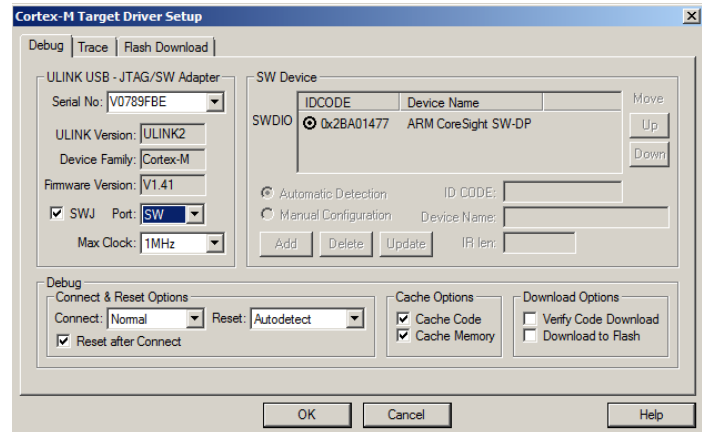 Cortex-M Target Driver Setup
Debug Trace Flash Download
ULINK USB - JTAG/SW Adapter
Serial No: V0789FBE
ULINK Version: ULINK2
Device Family: Cortex-M
Firmware Version: V1.41
SWJ Port: SW
Max Clock: 1MHz
SW Device
IDCODE Device Name
SWDIO 0x2BA01477 ARM CoreSight SW-DP
Move
Up
Down
Automatic Detection ID CODE:
Manual Configuration Device Name:
Add Delete Update IR len:
Debug
Connect & Reset Options
Connect: Normal Reset: Autodetect
Reset after Connect
Cache Options
Cache Code
Cache Memory
Download Options
Verify Code Download
Download to Flash
OK Cancel Help